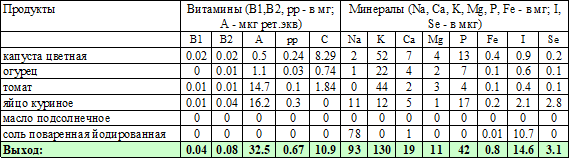 Продукты Витамины (B1,B2, pp - в мг; Минералы (Na, Ca, K, Mg, P, Fe - в мг; I,
A - мкг рет.экв) Se - в мкг)
B1 B2 A pp C Na K Ca Mg P Fe I Se
капуста цветная 0.02 0.02 0.5 0.24 8.29 2 52 7 4 13 0.4 0.9 0.2
огурец 0 0.01 1.1 0.03 0.74 1 22 4 2 7 0.1 0.6 0.1
томат 0.01 0.01 14.7 0.1 1.84 0 44 2 3 4 0.1 0.4 0.1
яйцо куриное 0.01 0.04 16.2 0.3 0 11 12 5 1 17 0.2 2.1 2.8
масло подсолнечное 0 0 0 0 0 0 0 0 0 0 0 0 0
соль поваренная йодированная 0 0 0 0 0 78 0 1 0 0 0.01 10.7 0
Выход: 0.04 0.08 32.5 0.67 10.9 93 130 19 11 42 0.8 14.6 3.1